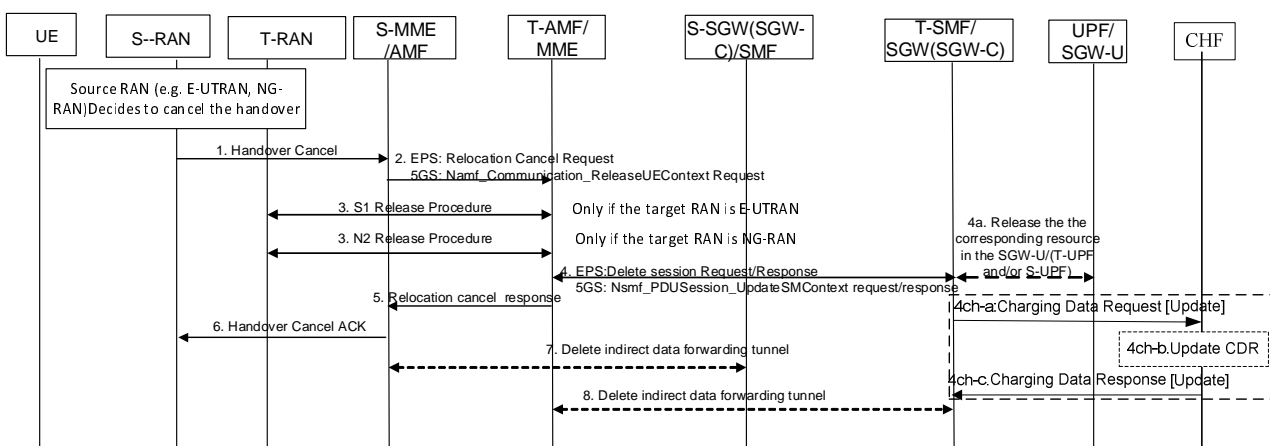 UE
S--RAN
T-RAN
S-MME
/AMF
T-AMF/
MME
S-SGW(SGW-
C)/SMF
T-SMF/
SGW(SGW-C)
UPF/
SGW-U
CHF
Source RAN (e.g. E-UTRAN, NG-
RAN)Decides to cancel the handover
1. Handover Cancel
2. EPS: Relocation Cancel Request
5GS: Namf_Communication_ReleaseUEContext Request
3. S1 Release Procedure
Only if the target RAN is E-UTRAN
3. N2 Release Procedure
Only if the target RAN is NG-RAN
4a. Release the the
corresponding resource
in the SGW-U/(T-UPF
and/or S-UPF)
4. EPS:Delete session Request/Response
5GS: Nsmf_PDUSession_UpdateSMContext request/response
5. Relocation cancel response
4ch-a:Charging Data Request [Update]
6. Handover Cancel ACK
4ch-b.Update CDR
7. Delete indirect data forwarding tunnel
4ch-c.Charging Data Response [Update]
8. Delete indirect data forwarding tunnel